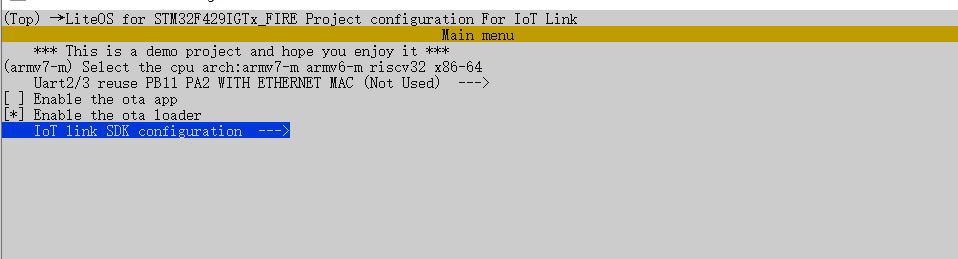 (Top) →LiteOS for STM32F429IGTx_FIRE Project configuration For IoT Link
Main menu
*** This is a demo project and hope you enjoy it ***
(armv7-m) Select the cpu arch:armv7-m armv6-m riscv32 x86-64
Uart2/3 reuse PB11 PA2 WITH ETHERNET MAC (Not Used)  --->
[ ] Enable the ota app
[*] Enable the ota loader
IoT link SDK configuration  --->